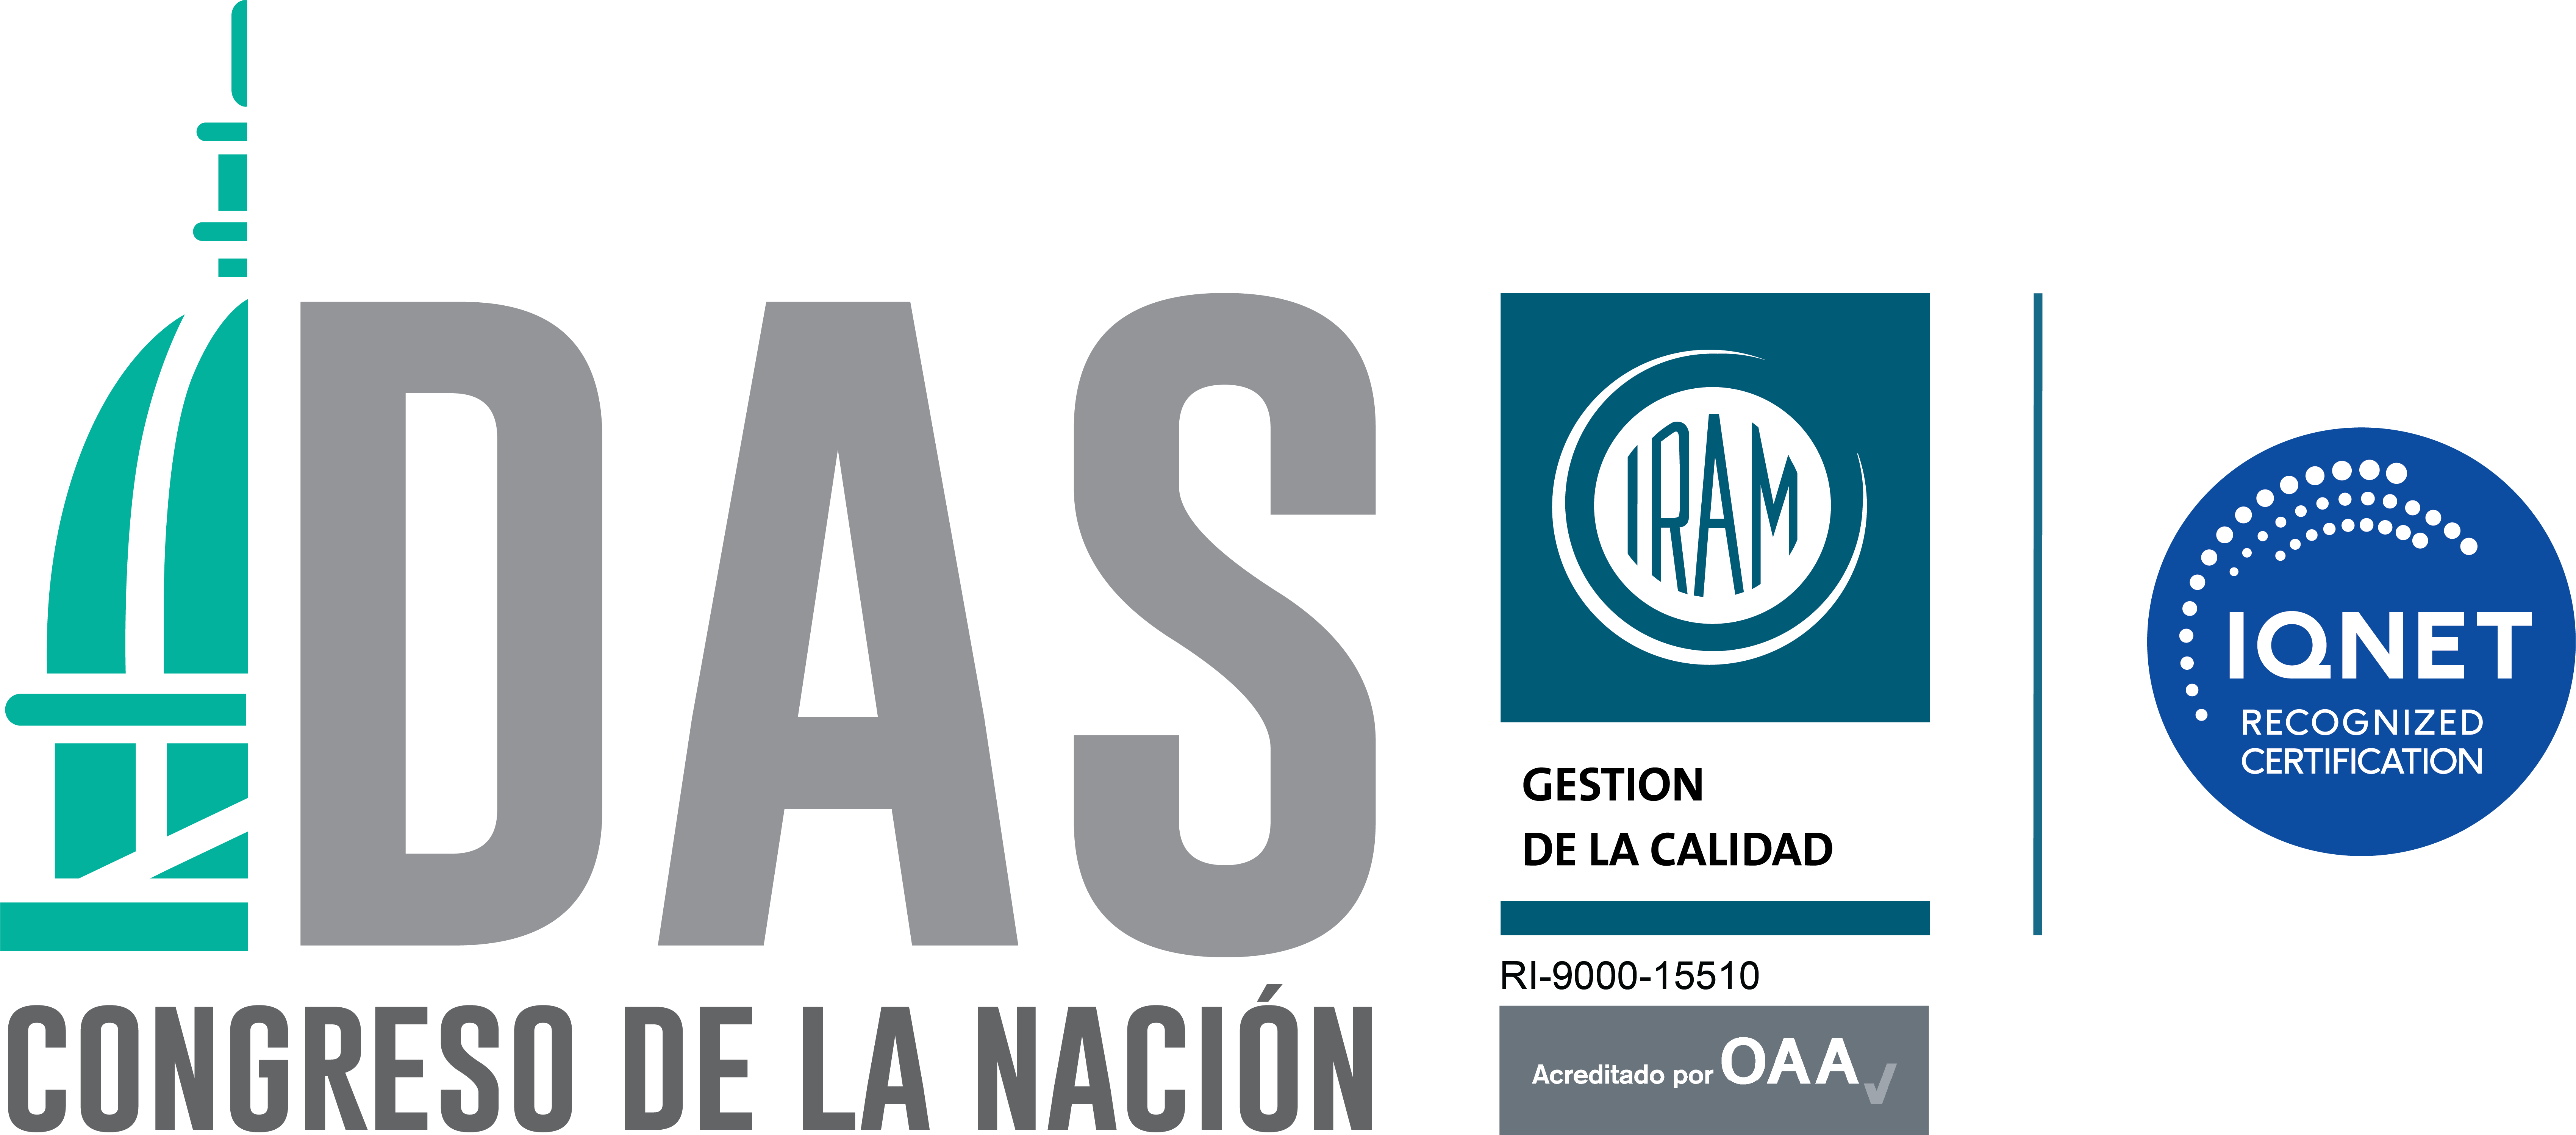 DAS
CONGRESO DE LA NACIÓN
IRAM
GESTION
DE LA CALIDAD
RI-9000-15510
Acreditado por OAA
IQNET
RECOGNIZED
CERTIFICATION